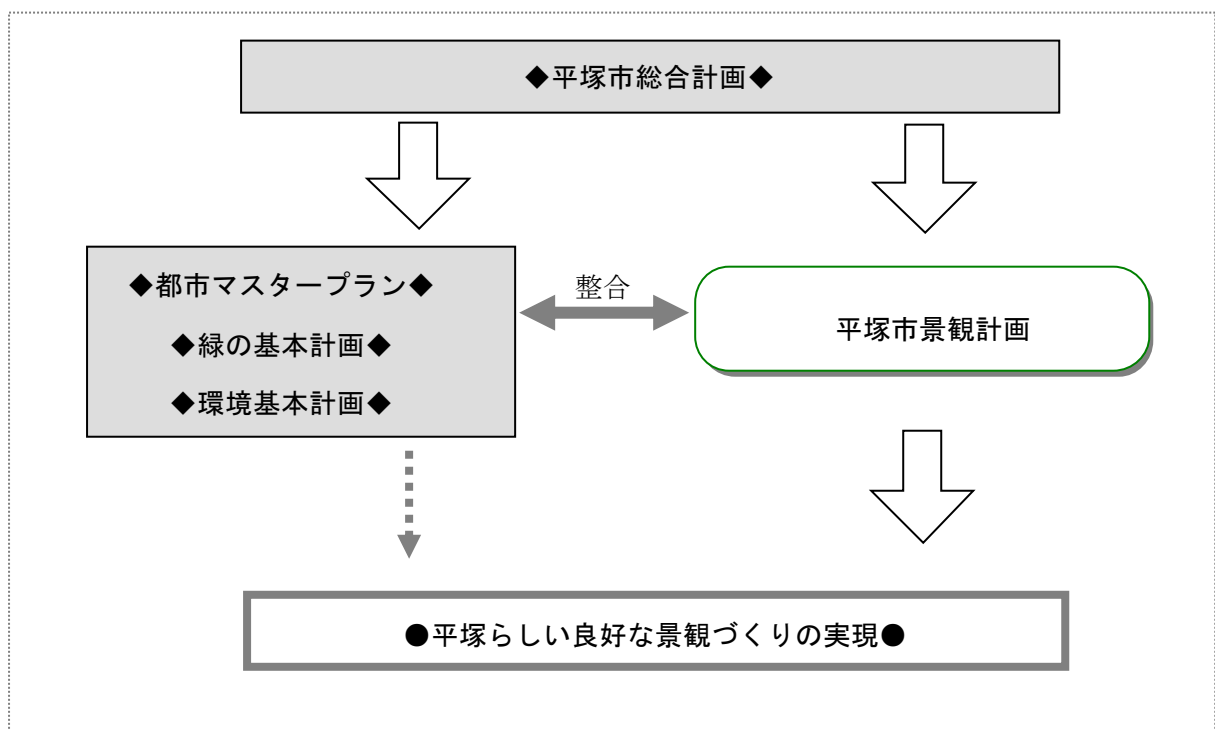 ◆平塚市総合計画◆
◆都市マスタープラン◆
◆緑の基本計画◆
◆環境基本計画◆
整合
平塚市景観計画
●平塚らしい良好な景観づくりの実現●